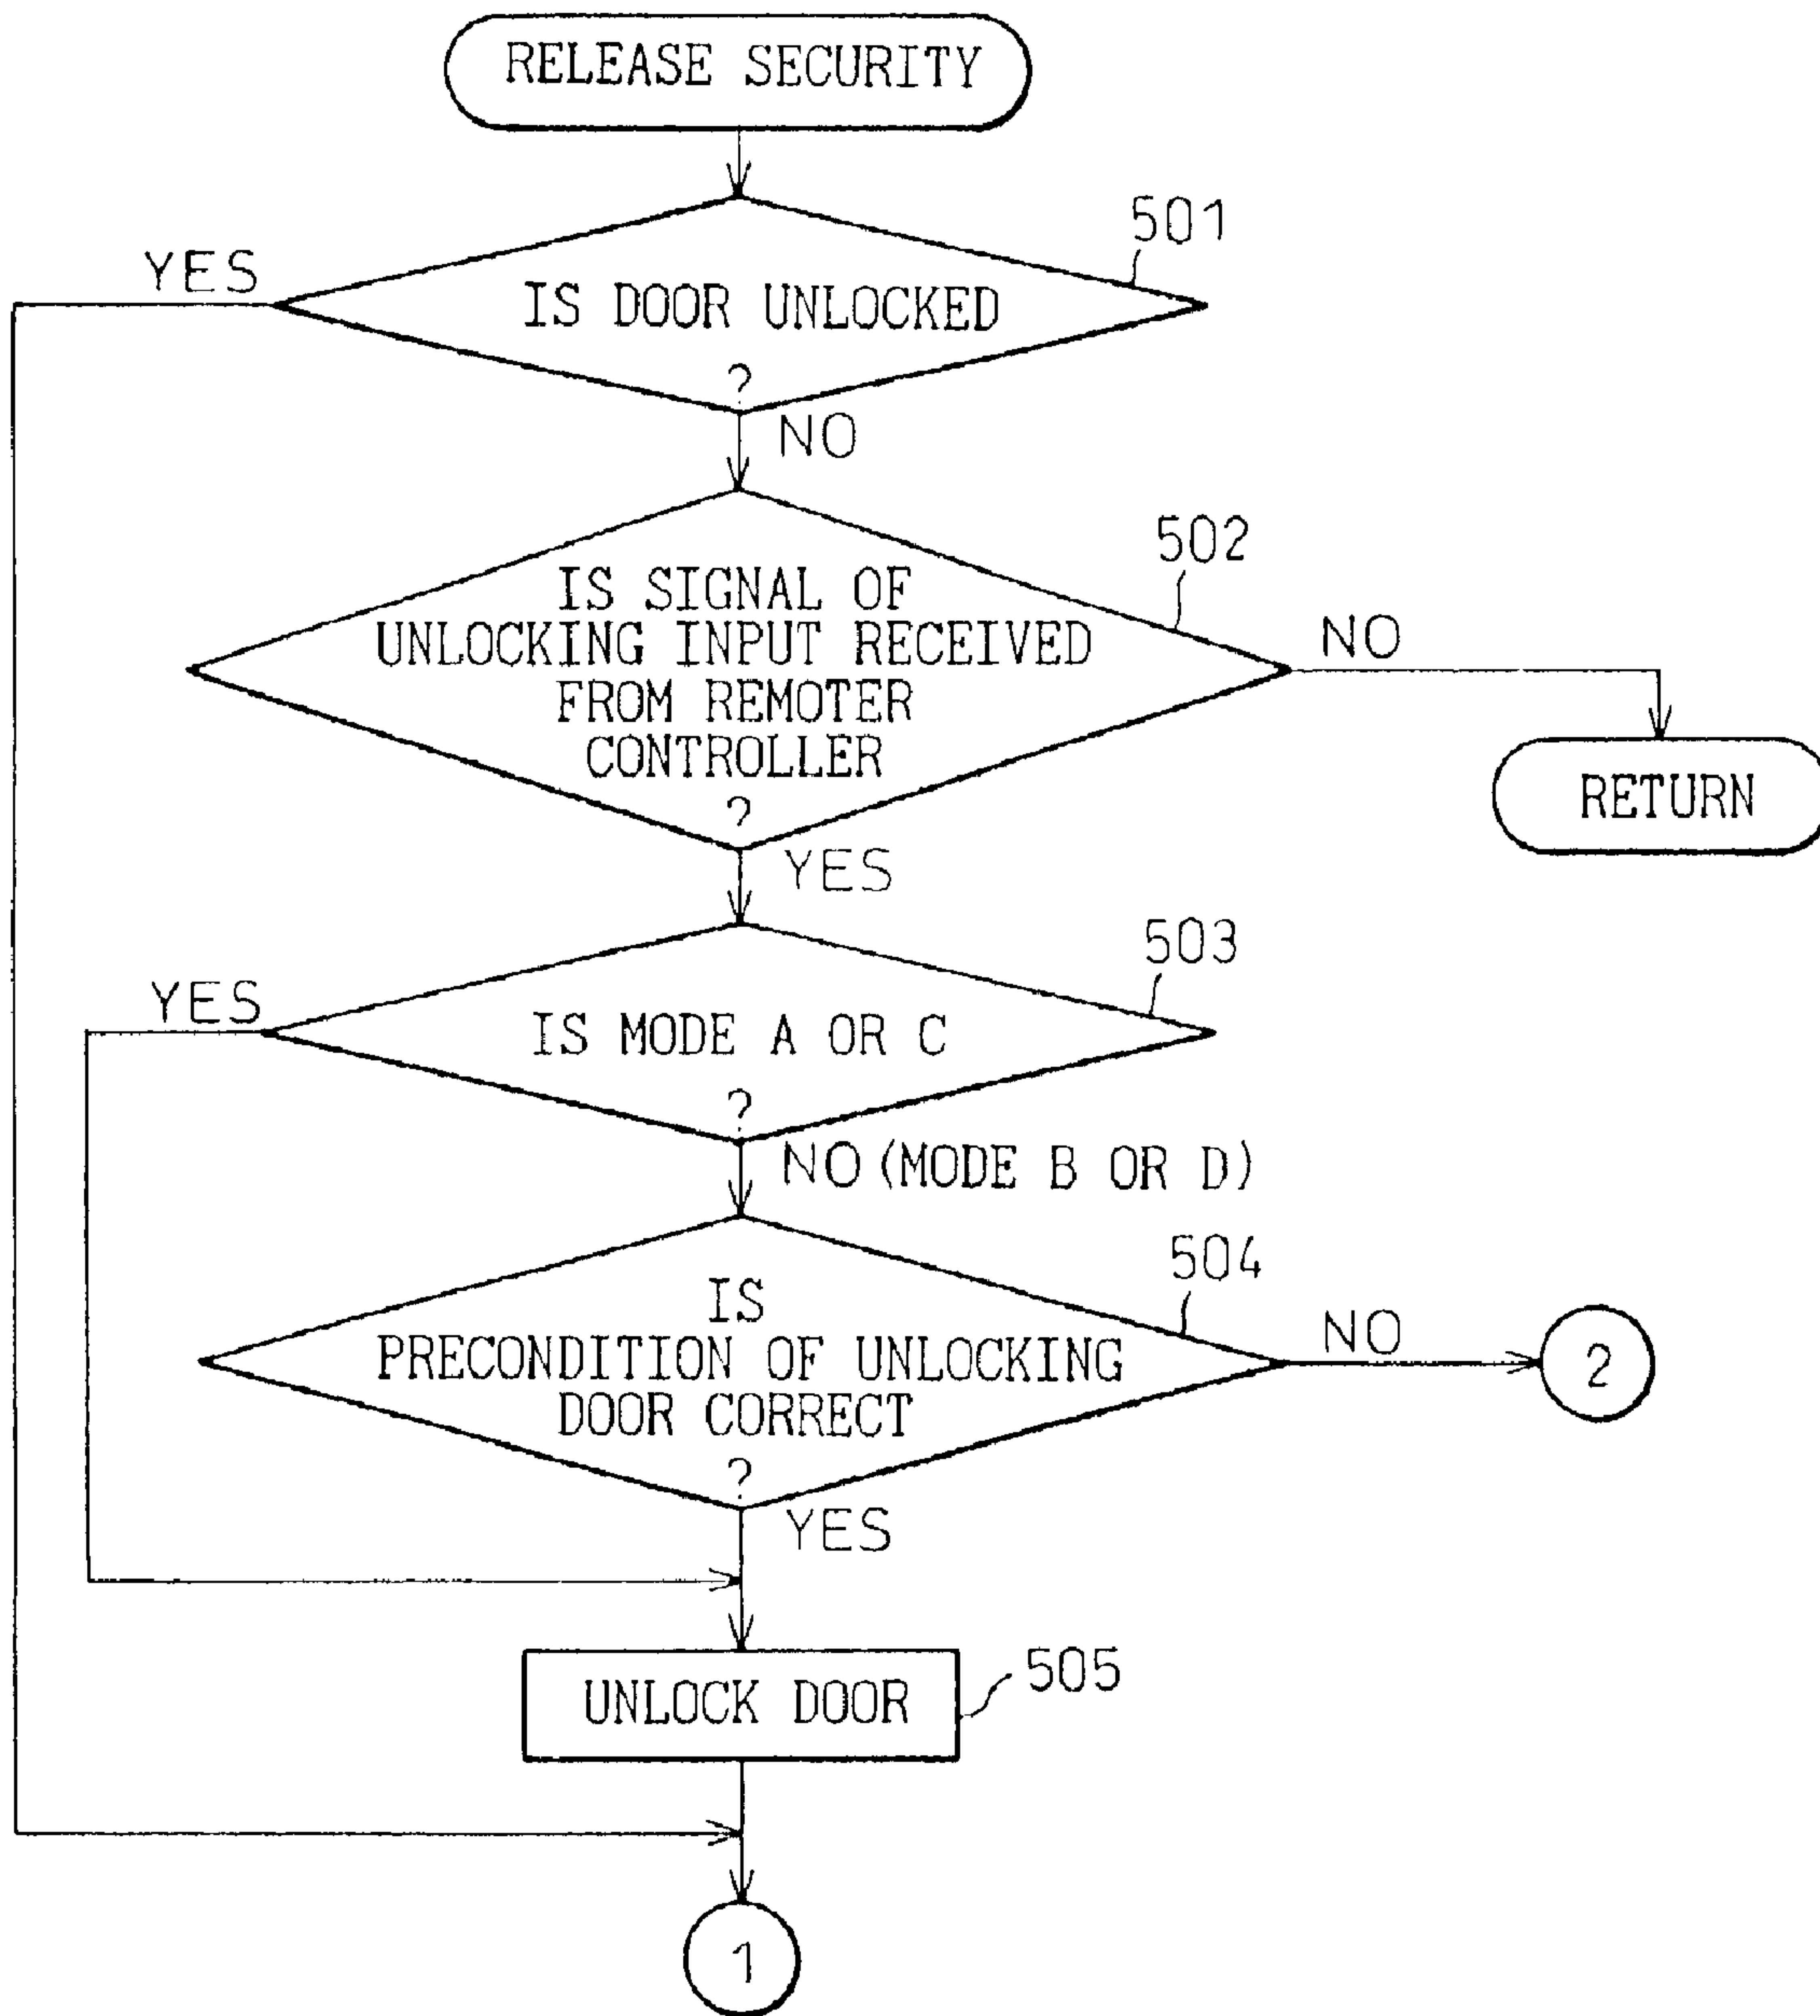 RELEASE SECURITY
501
YES
IS DOOR UNLOCKED
?
NO
502
IS SIGNAL OF
UNLOCKING INPUT RECEIVED
FROM REMOTER
CONTROLLER
?
NO
RETURN
YES
503
YES
IS MODE A OR C
?
NO (MODE B OR D)
504
IS
PRECONDITION OF UNLOCKING
DOOR CORRECT
?
NO
2
YES
UNLOCK DOOR
505
1